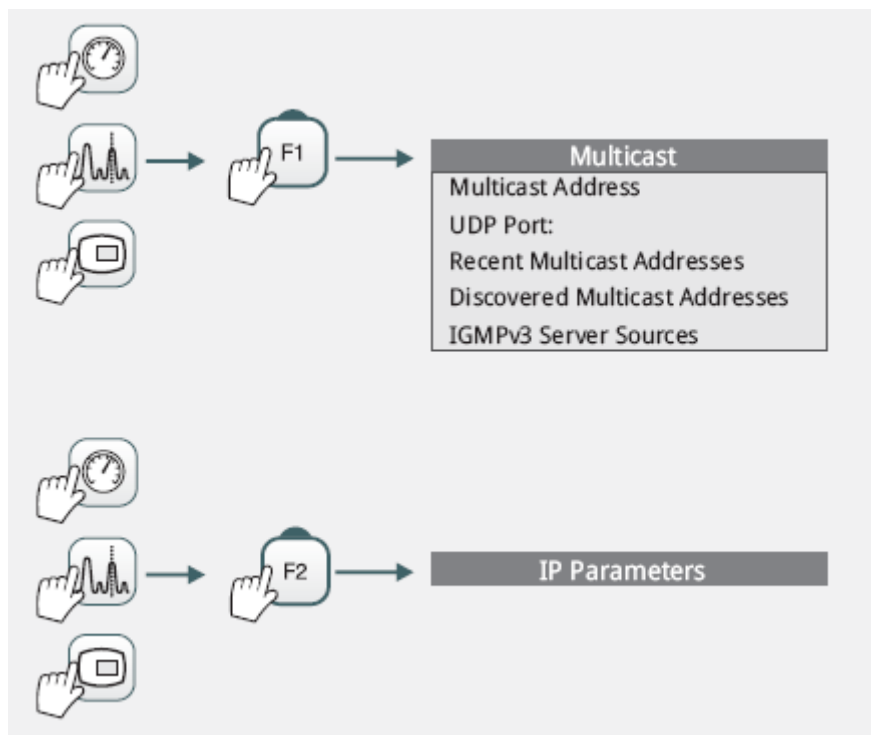 F1
Multicast
Multicast Address
UDP Port:
Recent Multicast Addresses
Discovered Multicast Addresses
IGMPv3 Server Sources
F2
IP Parameters